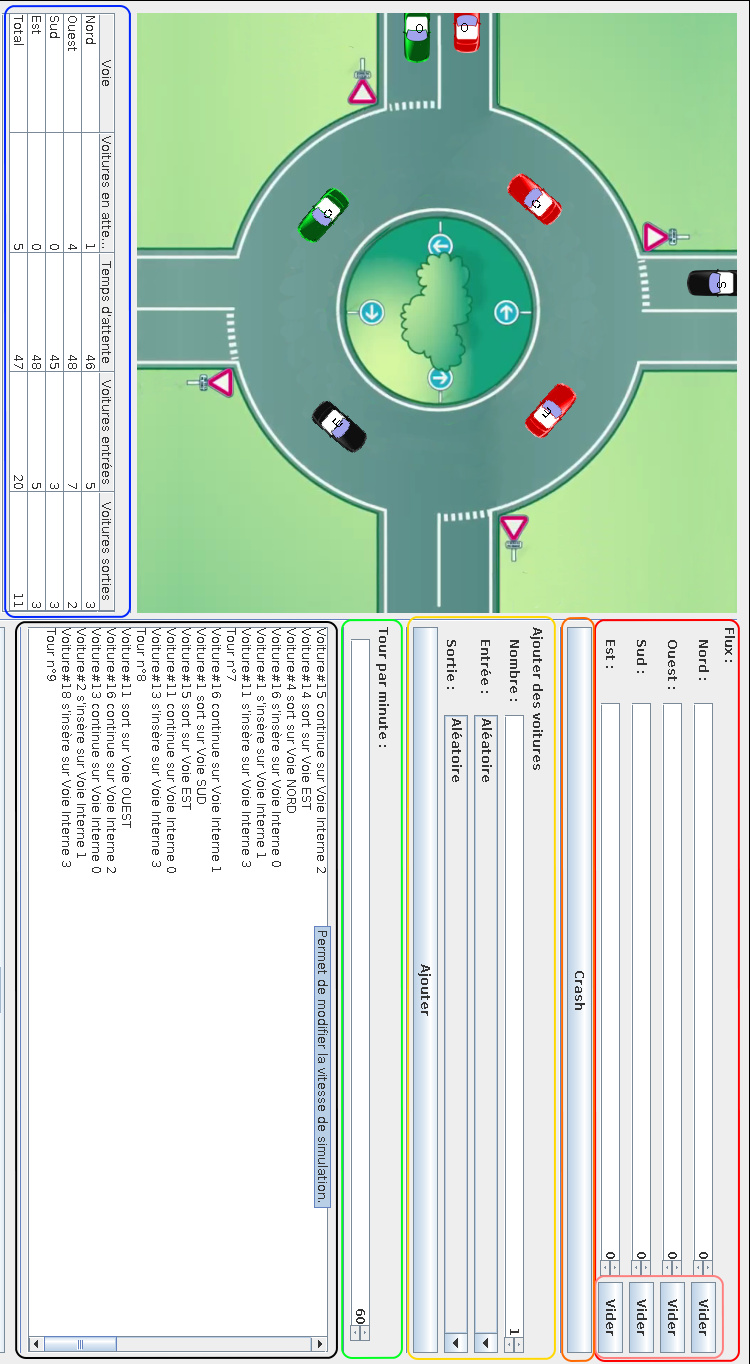 S
O
E
O
O
O
E
Voie Voitures en atte... Temps d'attente Voitures entrées Voitures sorties
Nord 1 46 5 3
Ouest 4 48 7 2
Sud 0 45 3 3
Est 0 48 5 3
Total 5 47 20 11
Flux :
Nord : 0 Vider
Ouest : 0 Vider
Sud : 0 Vider
Est : 0 Vider
Crash
Ajouter des voitures
Nombre : 1
Entrée : Aléatoire
Sortie : Aléatoire
Ajouter
Tour par minute :
60
Permet de modifier la vitesse de simulation.
Voiture#15 continue sur Voie Interne 2
Voiture#14 sort sur Voie EST
Voiture#4 sort sur Voie NORD
Voiture#16 s'insère sur Voie Interne 0
Voiture#1 s'insère sur Voie Interne 1
Voiture#11 s'insère sur Voie Interne 3
Tour n°7
Voiture#16 continue sur Voie Interne 1
Voiture#1 sort sur Voie SUD
Voiture#15 sort sur Voie EST
Voiture#11 continue sur Voie Interne 0
Voiture#13 s'insère sur Voie Interne 3
Tour n°8
Voiture#11 sort sur Voie OUEST
Voiture#16 continue sur Voie Interne 2
Voiture#13 continue sur Voie Interne 0
Voiture#2 s'insère sur Voie Interne 1
Voiture#18 s'insère sur Voie Interne 3
Tour n°9